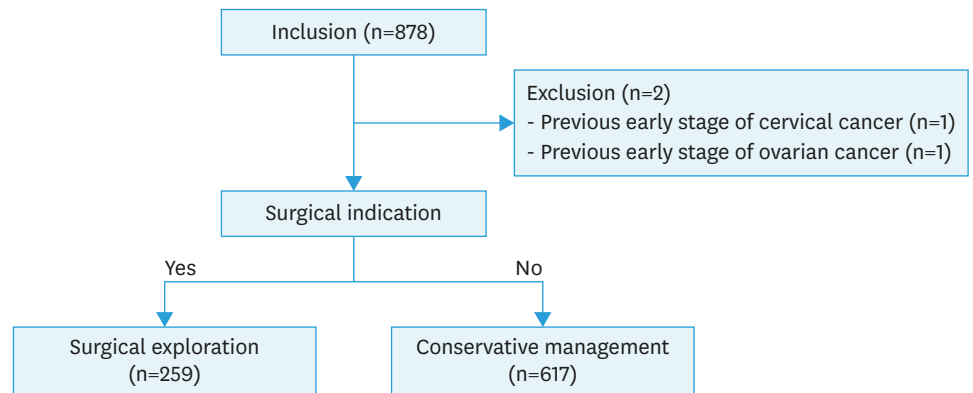 Inclusion (n=878)
Exclusion (n=2)
- Previous early stage of cervical cancer (n=1)
- Previous early stage of ovarian cancer (n=1)
Surgical indication
Yes
No
Surgical exploration
(n=259)
Conservative management
(n=617)